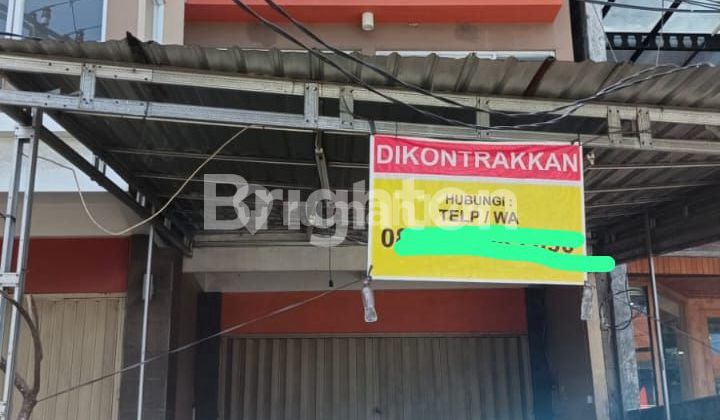 DIKONTRAKKAN
HUBUNGI :
TELP / WA
Brighton